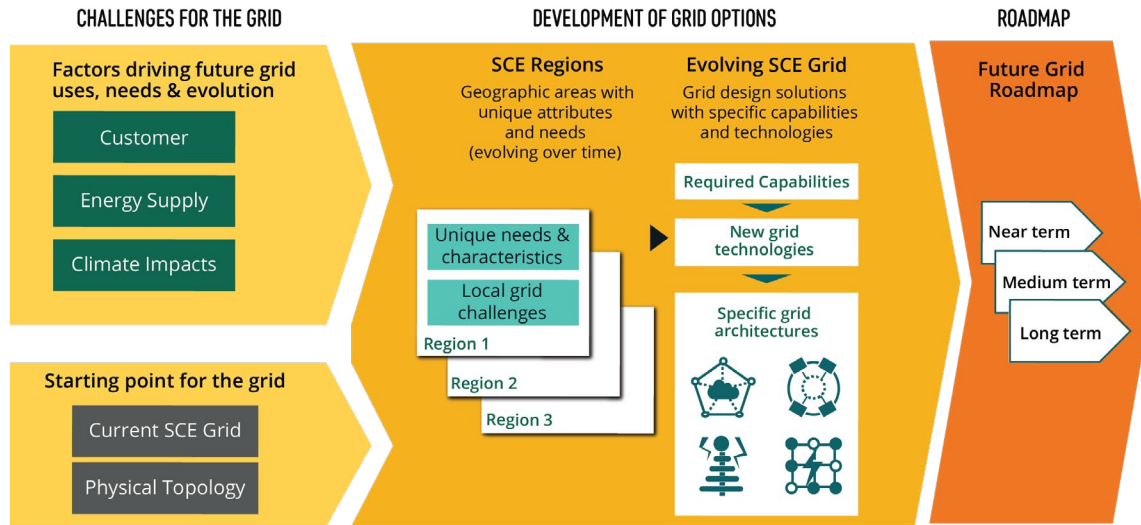 CHALLENGES FOR THE GRID
Factors driving future grid
uses, needs & evolution
Customer
Energy Supply
Climate Impacts
Starting point for the grid
Current SCE Grid
Physical Topology
DEVELOPMENT OF GRID OPTIONS
SCE Regions
Geographic areas with
unique attributes
and needs
(evolving over time)
Unique needs &
characteristics
Local grid
challenges
Region 1
Region 2
Region 3
Evolving SCE Grid
Grid design solutions
with specific capabilities
and technologies
Required Capabilities
New grid
technologies
Specific grid
architectures
ROADMAP
Future Grid
Roadmap
Near term
Medium term
Long term